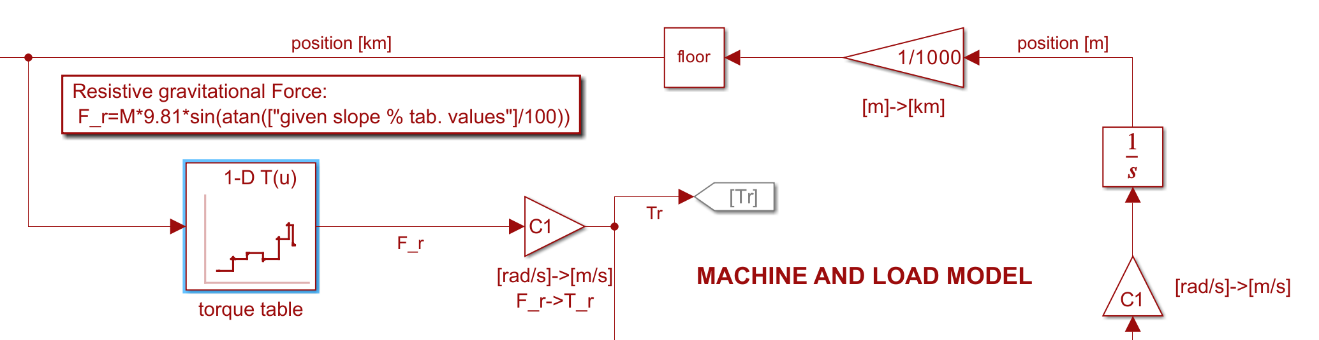 position [km]
floor
1/1000
position [m]
[m]->[km]
Resistive gravitational Force:
F_r=M*9.81*sin(atan(["given slope % tab. values"]/100))
1
s
1-D T(u)
[Tr]
Tr
C1
F_r
[rad/s]->[m/s]
F_r->T_r
MACHINE AND LOAD MODEL
C1
[rad/s]->[m/s]
torque table